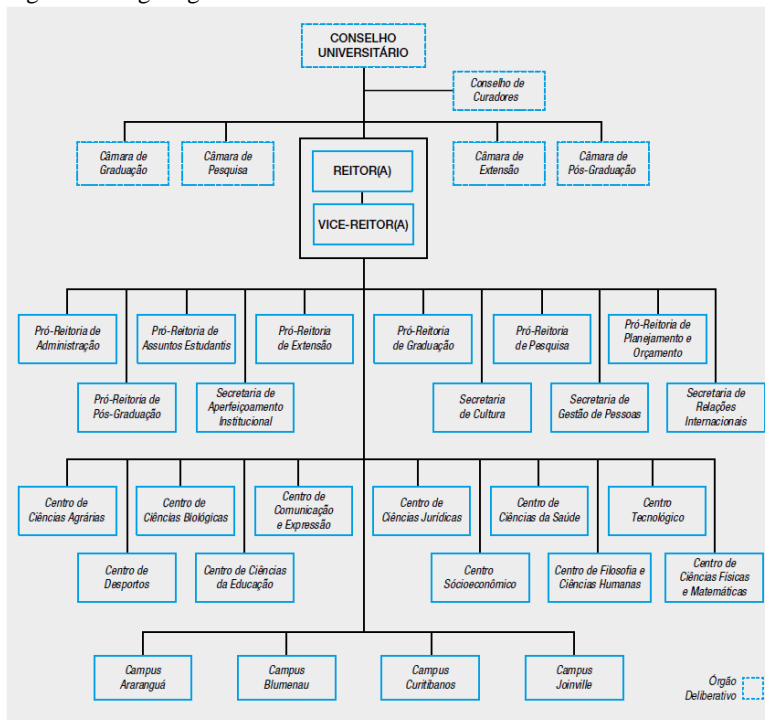 CONSELHO
UNIVERSITÁRIO
Conselho de
Curadores
Câmara de
Graduação
Câmara de
Pesquisa
Câmara de
Extensão
Câmara de
Pós-Graduação
REITOR(A)
VICE-REITOR(A)
Pró-Reitoria de
Administração
Pró-Reitoria de
Assuntos Estudantis
Pró-Reitoria
de Extensão
Pró-Reitoria
de Graduação
Pró-Reitoria
de Pesquisa
Pró-Reitoria de
Planejamento e
Orçamento
Pró-Reitoria de
Pós-Graduação
Secretaria de
Aperfeiçoamento
Institucional
Secretaria
de Cultura
Secretaria de
Gestão de Pessoas
Secretaria de
Relações
Internacionais
Centro de
Ciências Agrárias
Centro de
Ciências Biológicas
Centro de
Comunicação
e Expressão
Centro de
Ciências Jurídicas
Centro de
Ciências da Saúde
Centro
Tecnológico
Centro de
Desportos
Centro de Ciências
da Educação
Centro
Sócioeconômico
Centro de Filosofia e
Ciências Humanas
Centro de
Ciências Físicas
e Matemáticas
Campus
Araranguá
Campus
Blumenau
Campus
Curitibanos
Campus
Joinville
Órgão
Deliberativo